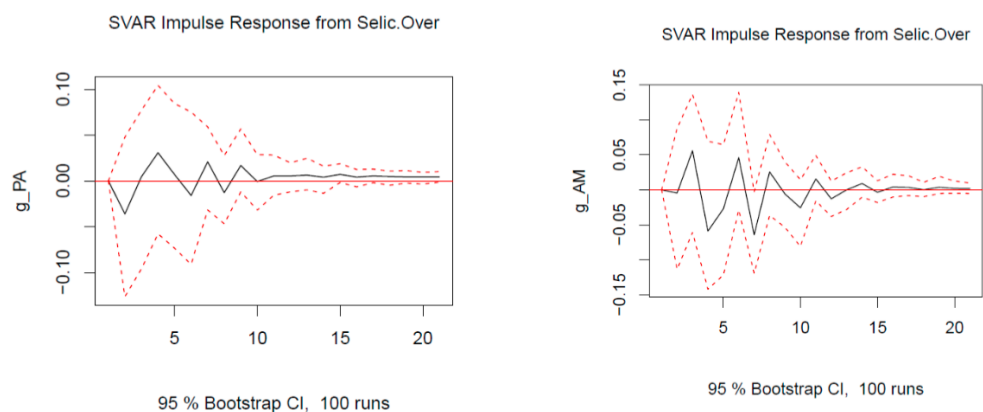 SVAR Impulse Response from Selic.Over
g_PA
0.10
0.00
−0.10
5
10
15
20
95 % Bootstrap CI, 100 runs
SVAR Impulse Response from Selic.Over
g_AM
0.15
0.05
−0.05
−0.15
5
10
15
20
95 % Bootstrap CI, 100 runs